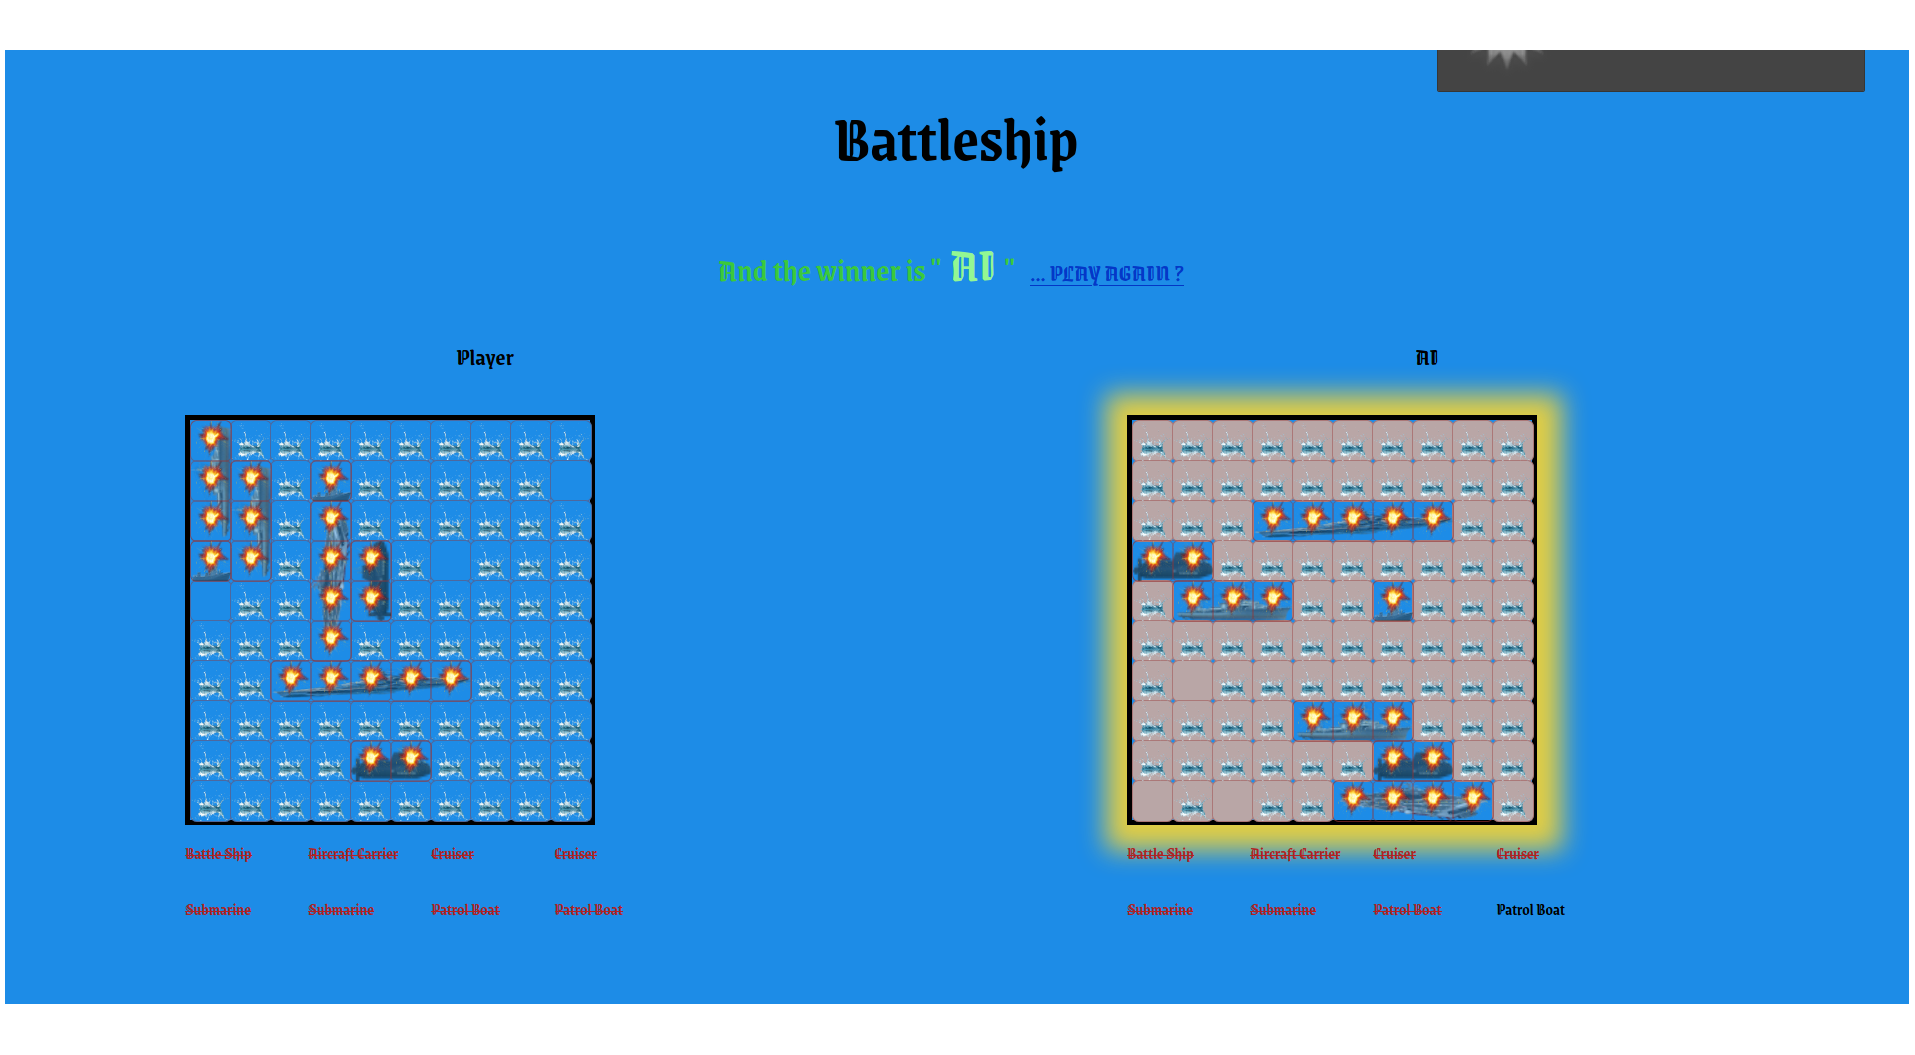 Battleship
And the winner is " AI " ... PLAY AGAIN ?
Player
AI
Battle Ship Aircraft Carrier Cruiser Cruiser
Submarine Submarine Patrol Boat Patrol Boat
Battle Ship Aircraft Carrier Cruiser Cruiser
Submarine Submarine Patrol Boat Patrol Boat